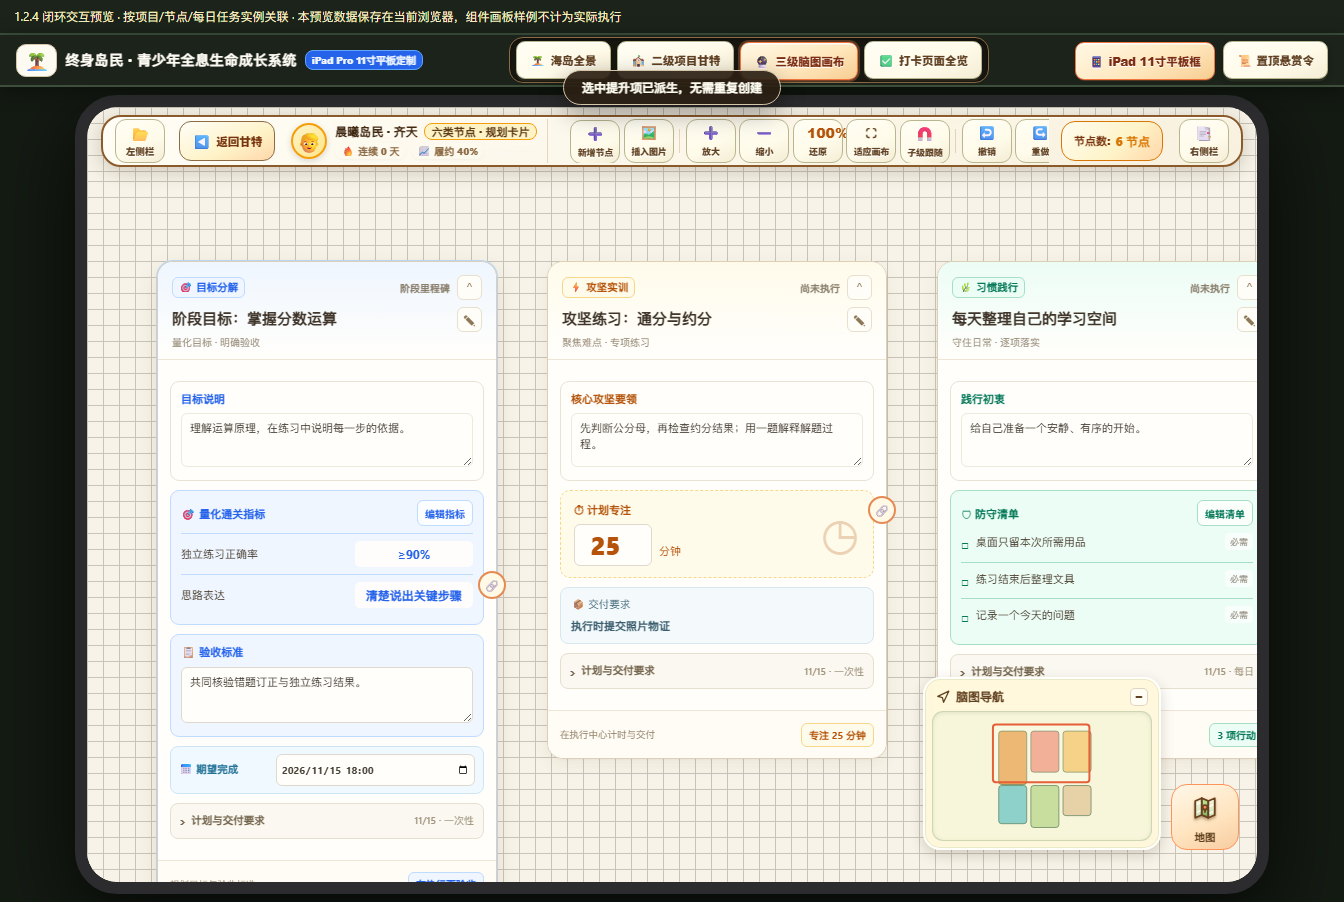 1.2.4 闭环交互预览 · 按项目/节点/每日任务实例关联 · 本预览数据保存在当前浏览器，组件画板样例不计为实际执行
终身岛民 · 青少年全息生命成长系统
iPad Pro 11寸平板定制
海岛全景
二级项目甘特
三级脑图画布
打卡页面全览
iPad 11寸平板框
置顶悬赏令
选中提升项已派生，无需重复创建
左侧栏
返回甘特
晨曦岛民 · 齐天
六类节点 · 规划卡片
连续 0 天
履约 40%
新增节点
插入图片
放大
缩小
100%
还原
适应画布
子级跟随
撤销
重做
节点数: 6 节点
右侧栏
目标分解
阶段里程碑
^
阶段目标：掌握分数运算
量化目标 · 明确验收
目标说明
理解运算原理，在练习中说明每一步的依据。
量化通关指标
编辑指标
独立练习正确率
≥90%
思路表达
清楚说出关键步骤
验收标准
共同核验错题订正与独立练习结果。
期望完成
2026/11/15 18:00
› 计划与交付要求
11/15 · 一次性
攻坚实训
尚未执行
^
攻坚练习：通分与约分
聚焦难点 · 专项练习
核心攻坚要领
先判断公分母，再检查约分结果；用一题解释解题过
程。
计划专注
25
分钟
交付要求
执行时提交照片物证
› 计划与交付要求
11/15 · 一次性
在执行中心计时与交付
专注 25 分钟
习惯践行
尚未执行
^
每天整理自己的学习空间
守住日常 · 逐项落实
践行初衷
给自己准备一个安静、有序的开始。
防守清单
编辑清单
桌面只留本次所需用品
必需
练习结束后整理文具
必需
记录一个今天的问题
必需
› 计划与交付要求
11/15 · 每日
3 项行动
脑图导航
−
地图